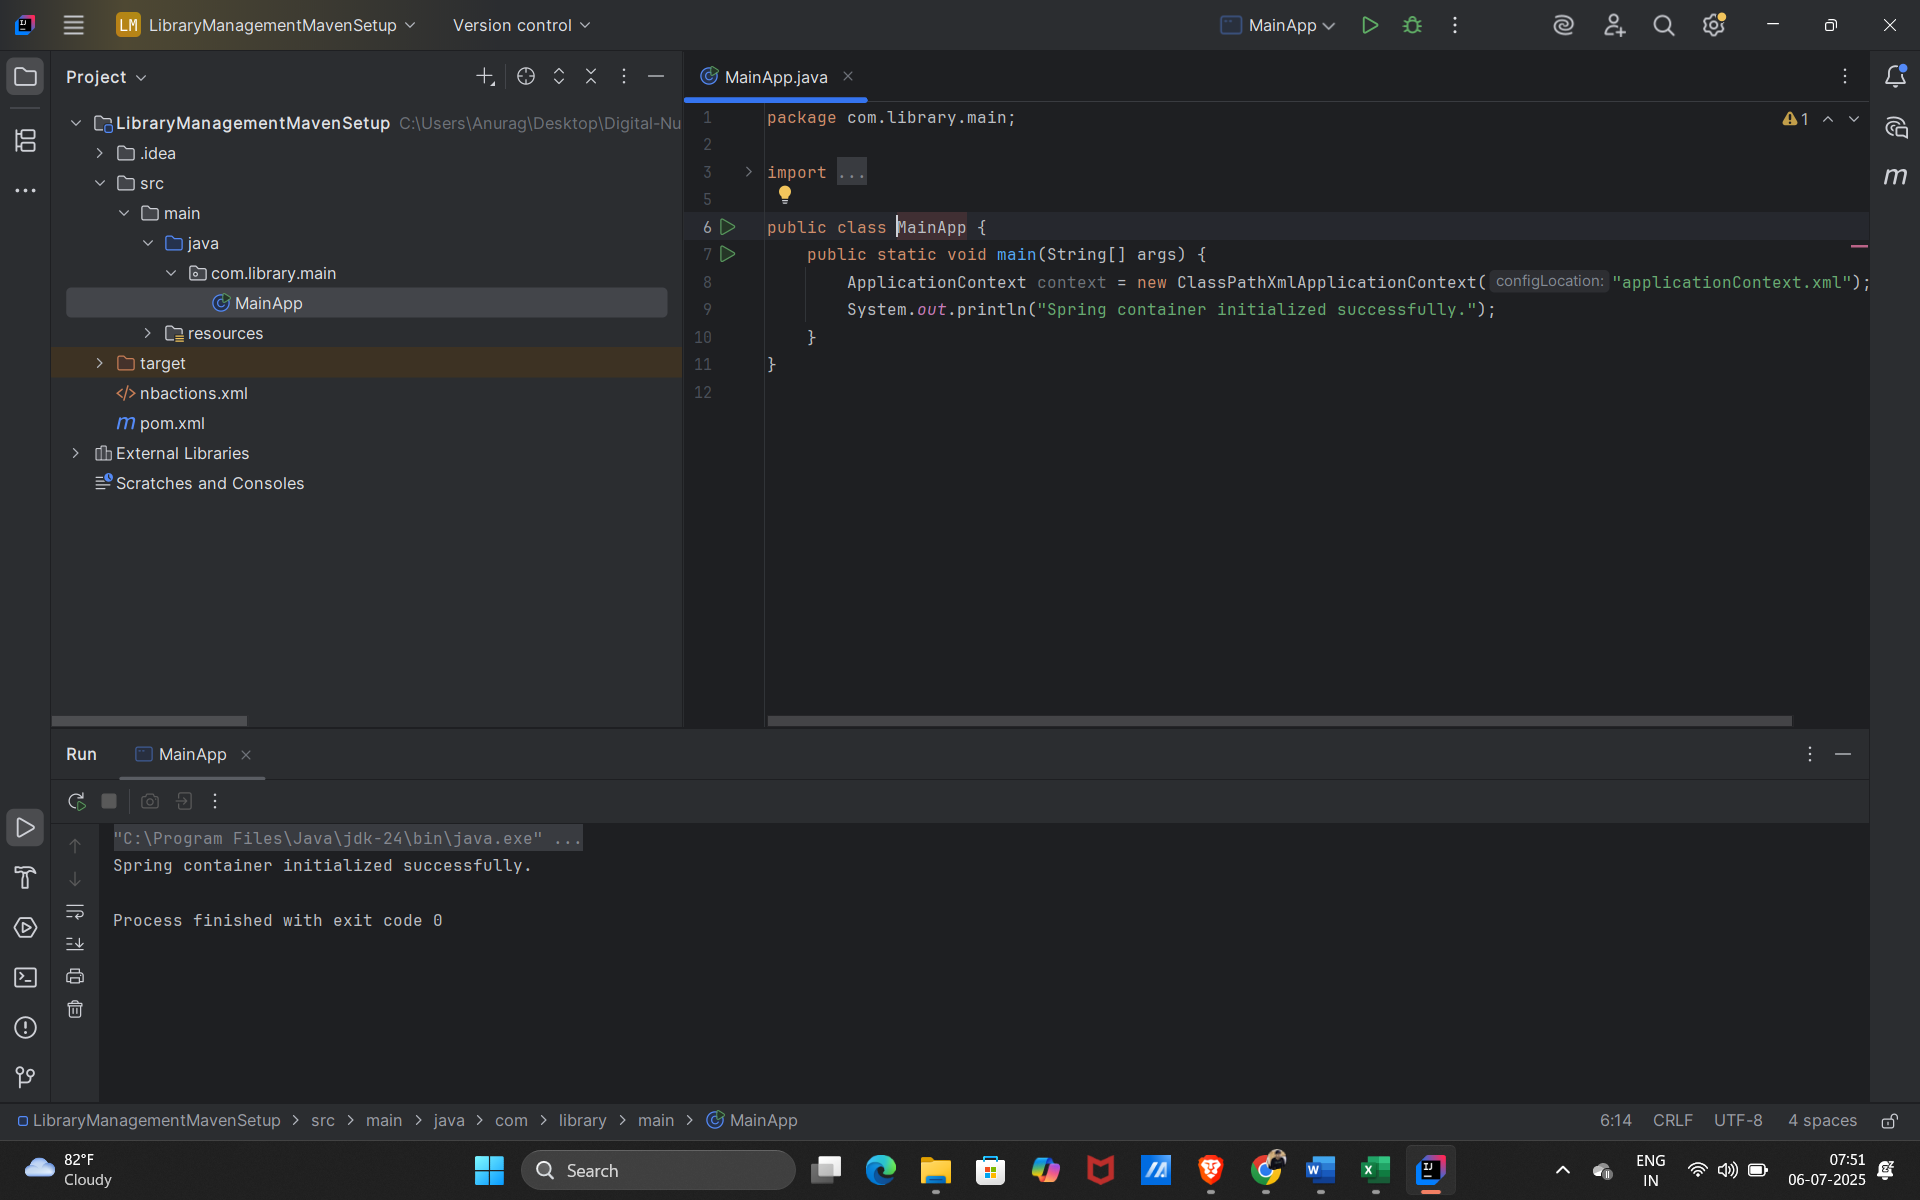 LM LibraryManagementMavenSetup Version control MainApp
Project
LibraryManagementMavenSetup C:\Users\Anurag\Desktop\Digital-Nu
.idea
src
main
java
com.library.main
MainApp
resources
target
</> nbactions.xml
m pom.xml
External Libraries
Scratches and Consoles
MainApp.java
1 package com.library.main;
2
3 import ...
5
6 public class MainApp {
7 public static void main(String[] args) {
8 ApplicationContext context = new ClassPathXmlApplicationContext( configLocation: "applicationContext.xml");
9 System.out.println("Spring container initialized successfully.");
10 }
11 }
12
1
m
Run MainApp
"C:\Program Files\Java\jdk-24\bin\java.exe" ...
Spring container initialized successfully.
Process finished with exit code 0
LibraryManagementMavenSetup > src > main > java > com > library > main > MainApp
6:14 CRLF UTF-8 4 spaces
82°F
Cloudy
Search
ENG
IN
07:51
06-07-2025